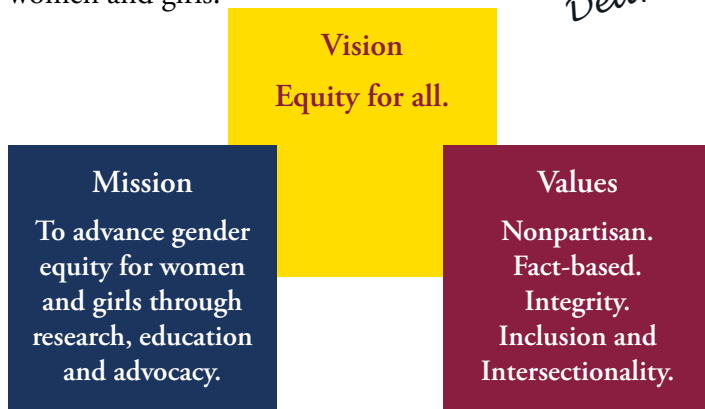 women and girls.
Vision
Equity for all.
Mission
To advance gender
equity for women
and girls through
research, education
and advocacy.
Values
Nonpartisan.
Fact-based.
Integrity.
Inclusion and
Intersectionality.